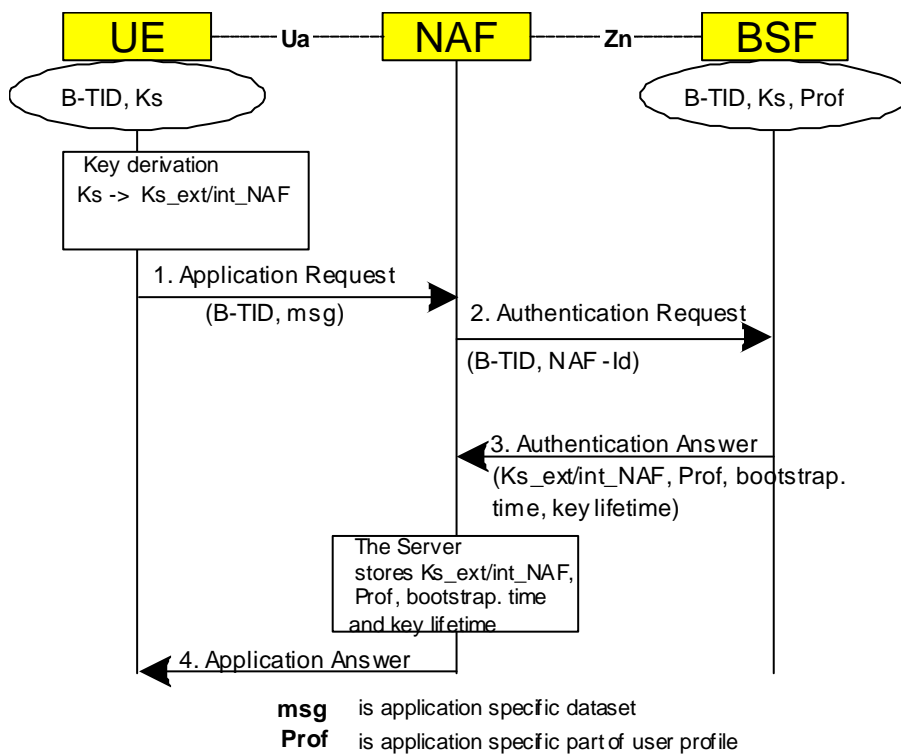 UE
Ua
NAF
Zn
BSF
B-TID, Ks
B-TID, Ks, Prof
Key derivation
Ks -> Ks_ext/int_NAF
1. Application Request
(B-TID, msg)
2. Authentication Request
(B-TID, NAF -Id)
3. Authentication Answer
(Ks_ext/int_NAF, Prof, bootstrap.
time, key lifetime)
The Server
stores Ks_ext/int_NAF,
Prof, bootstrap. time
and key lifetime
4. Application Answer
msg is application specific dataset
Prof is application specific part of user profile